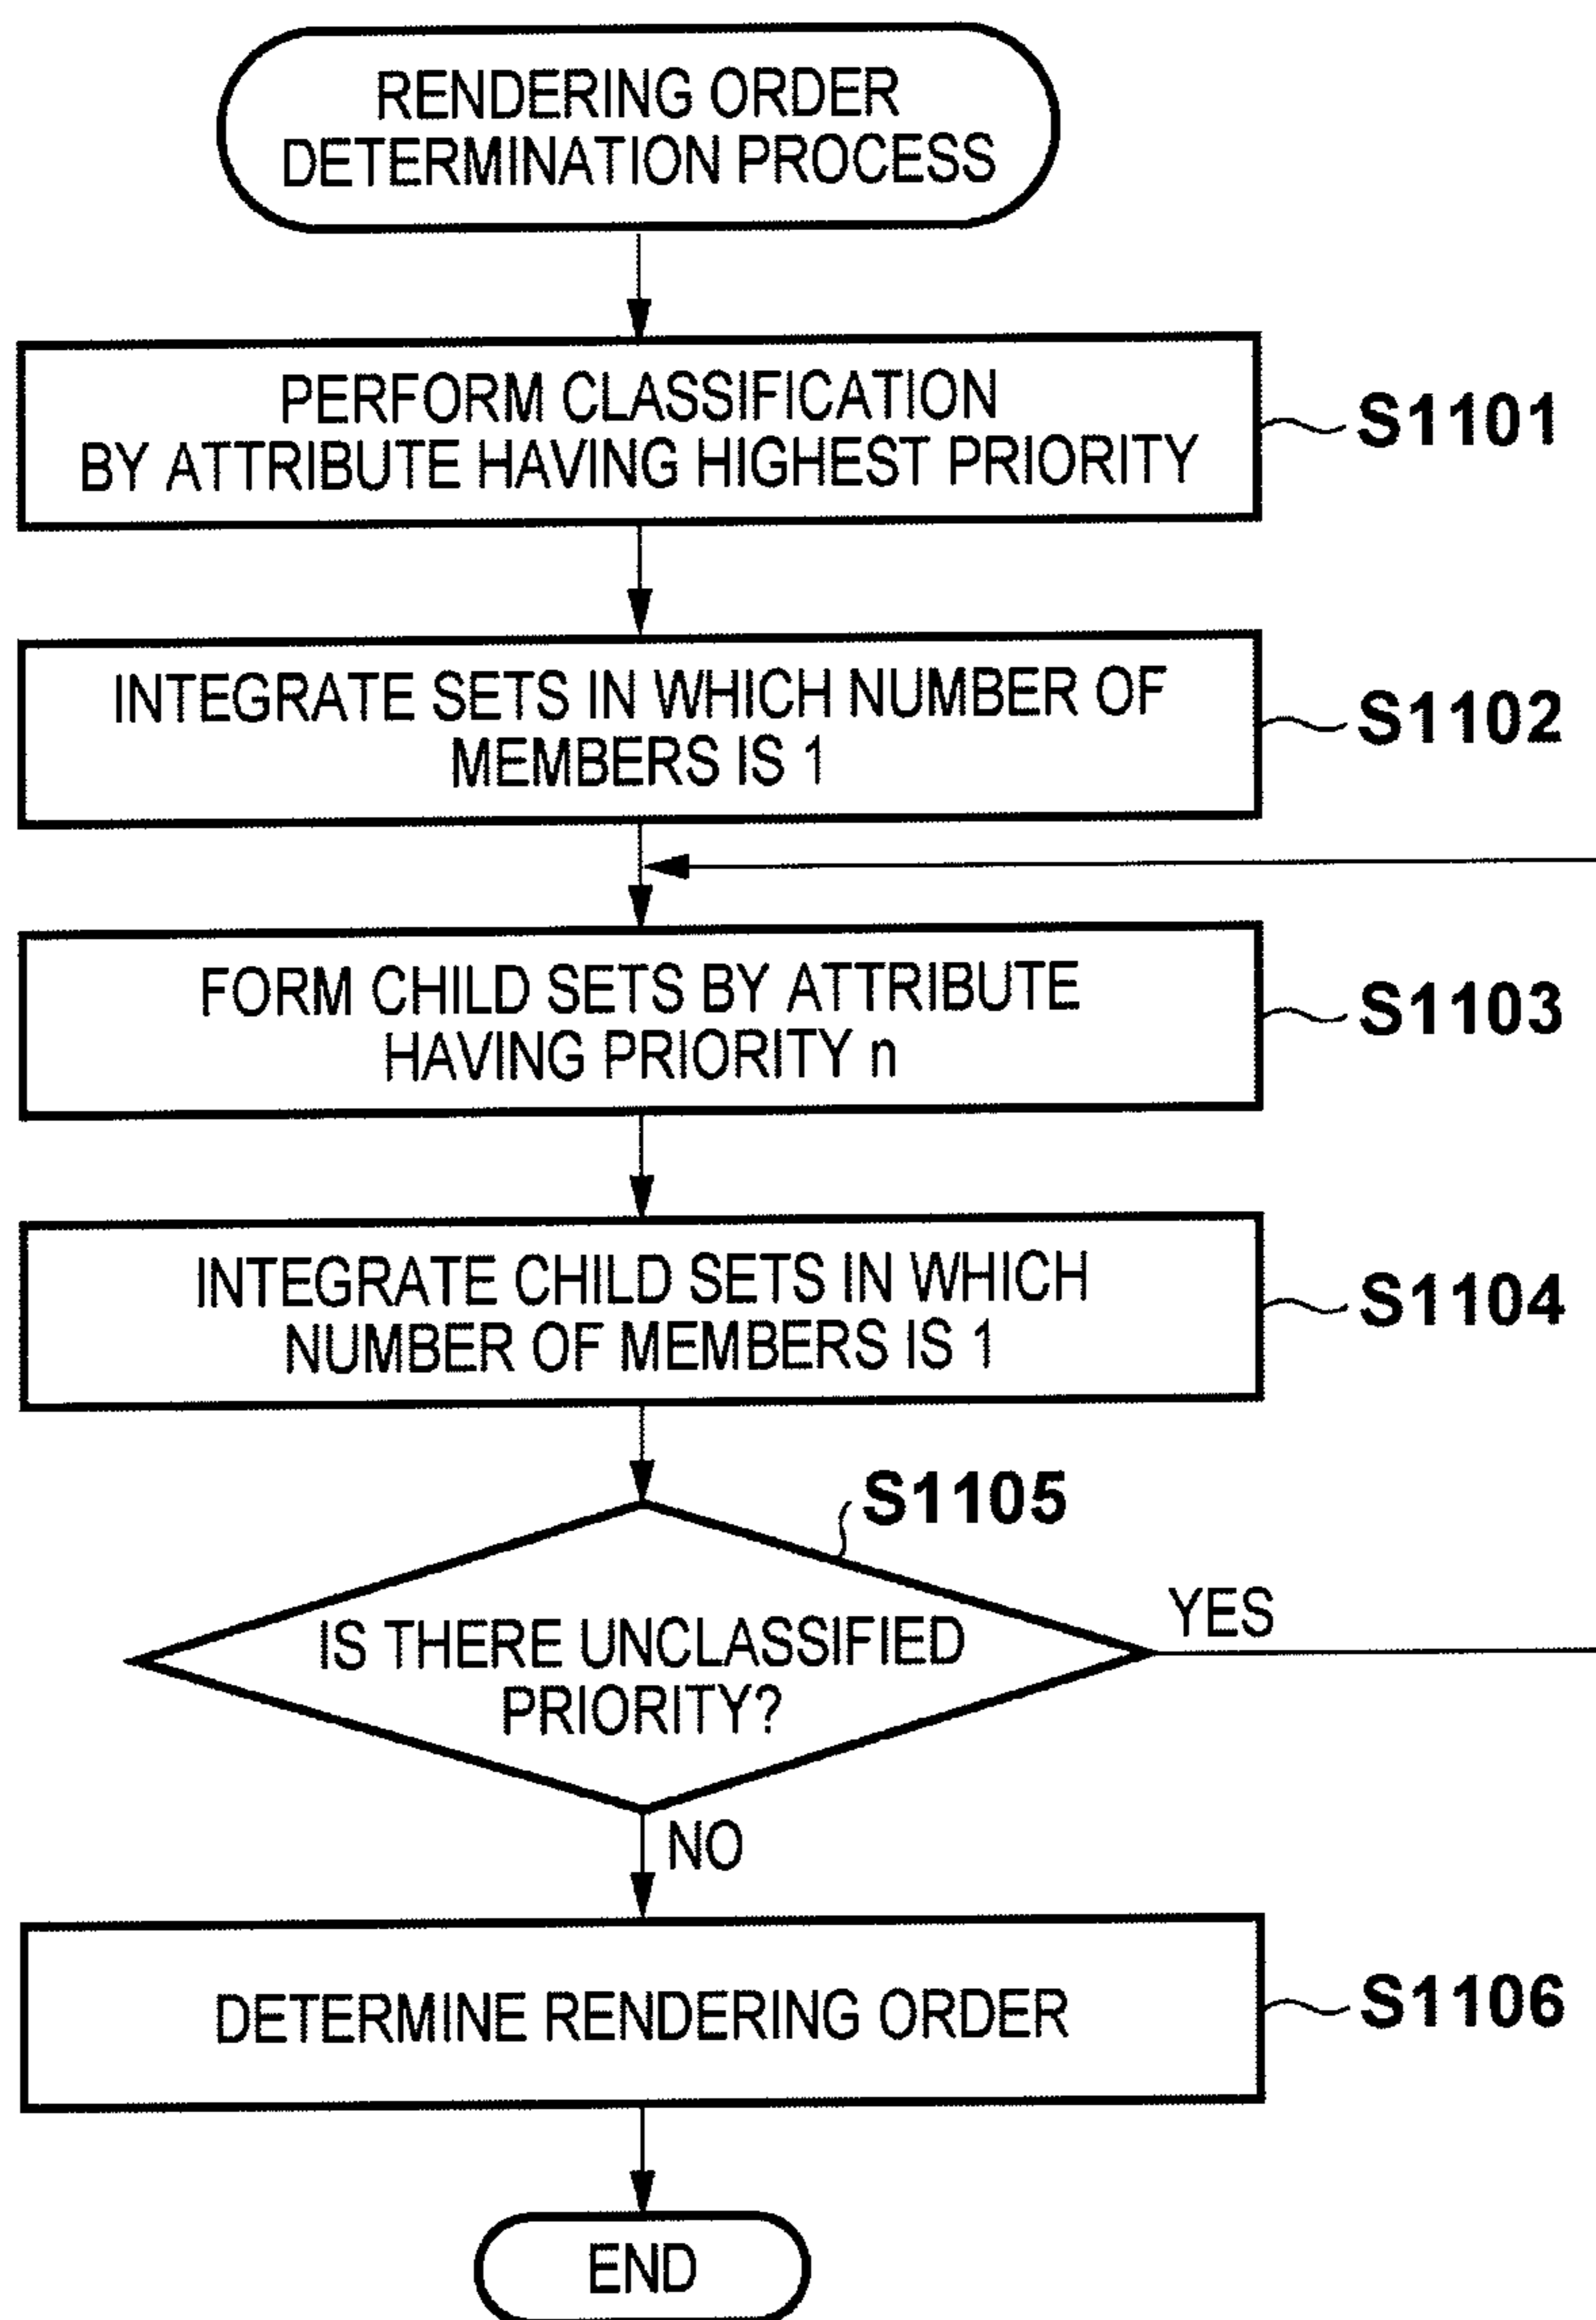 RENDERING ORDER
DETERMINATION PROCESS
PERFORM CLASSIFICATION
BY ATTRIBUTE HAVING HIGHEST PRIORITY
S1101
INTEGRATE SETS IN WHICH NUMBER OF
MEMBERS IS 1
S1102
FORM CHILD SETS BY ATTRIBUTE
HAVING PRIORITY n
S1103
INTEGRATE CHILD SETS IN WHICH
NUMBER OF MEMBERS IS 1
S1104
S1105
IS THERE UNCLASSIFIED
PRIORITY?
YES
NO
DETERMINE RENDERING ORDER
S1106
END